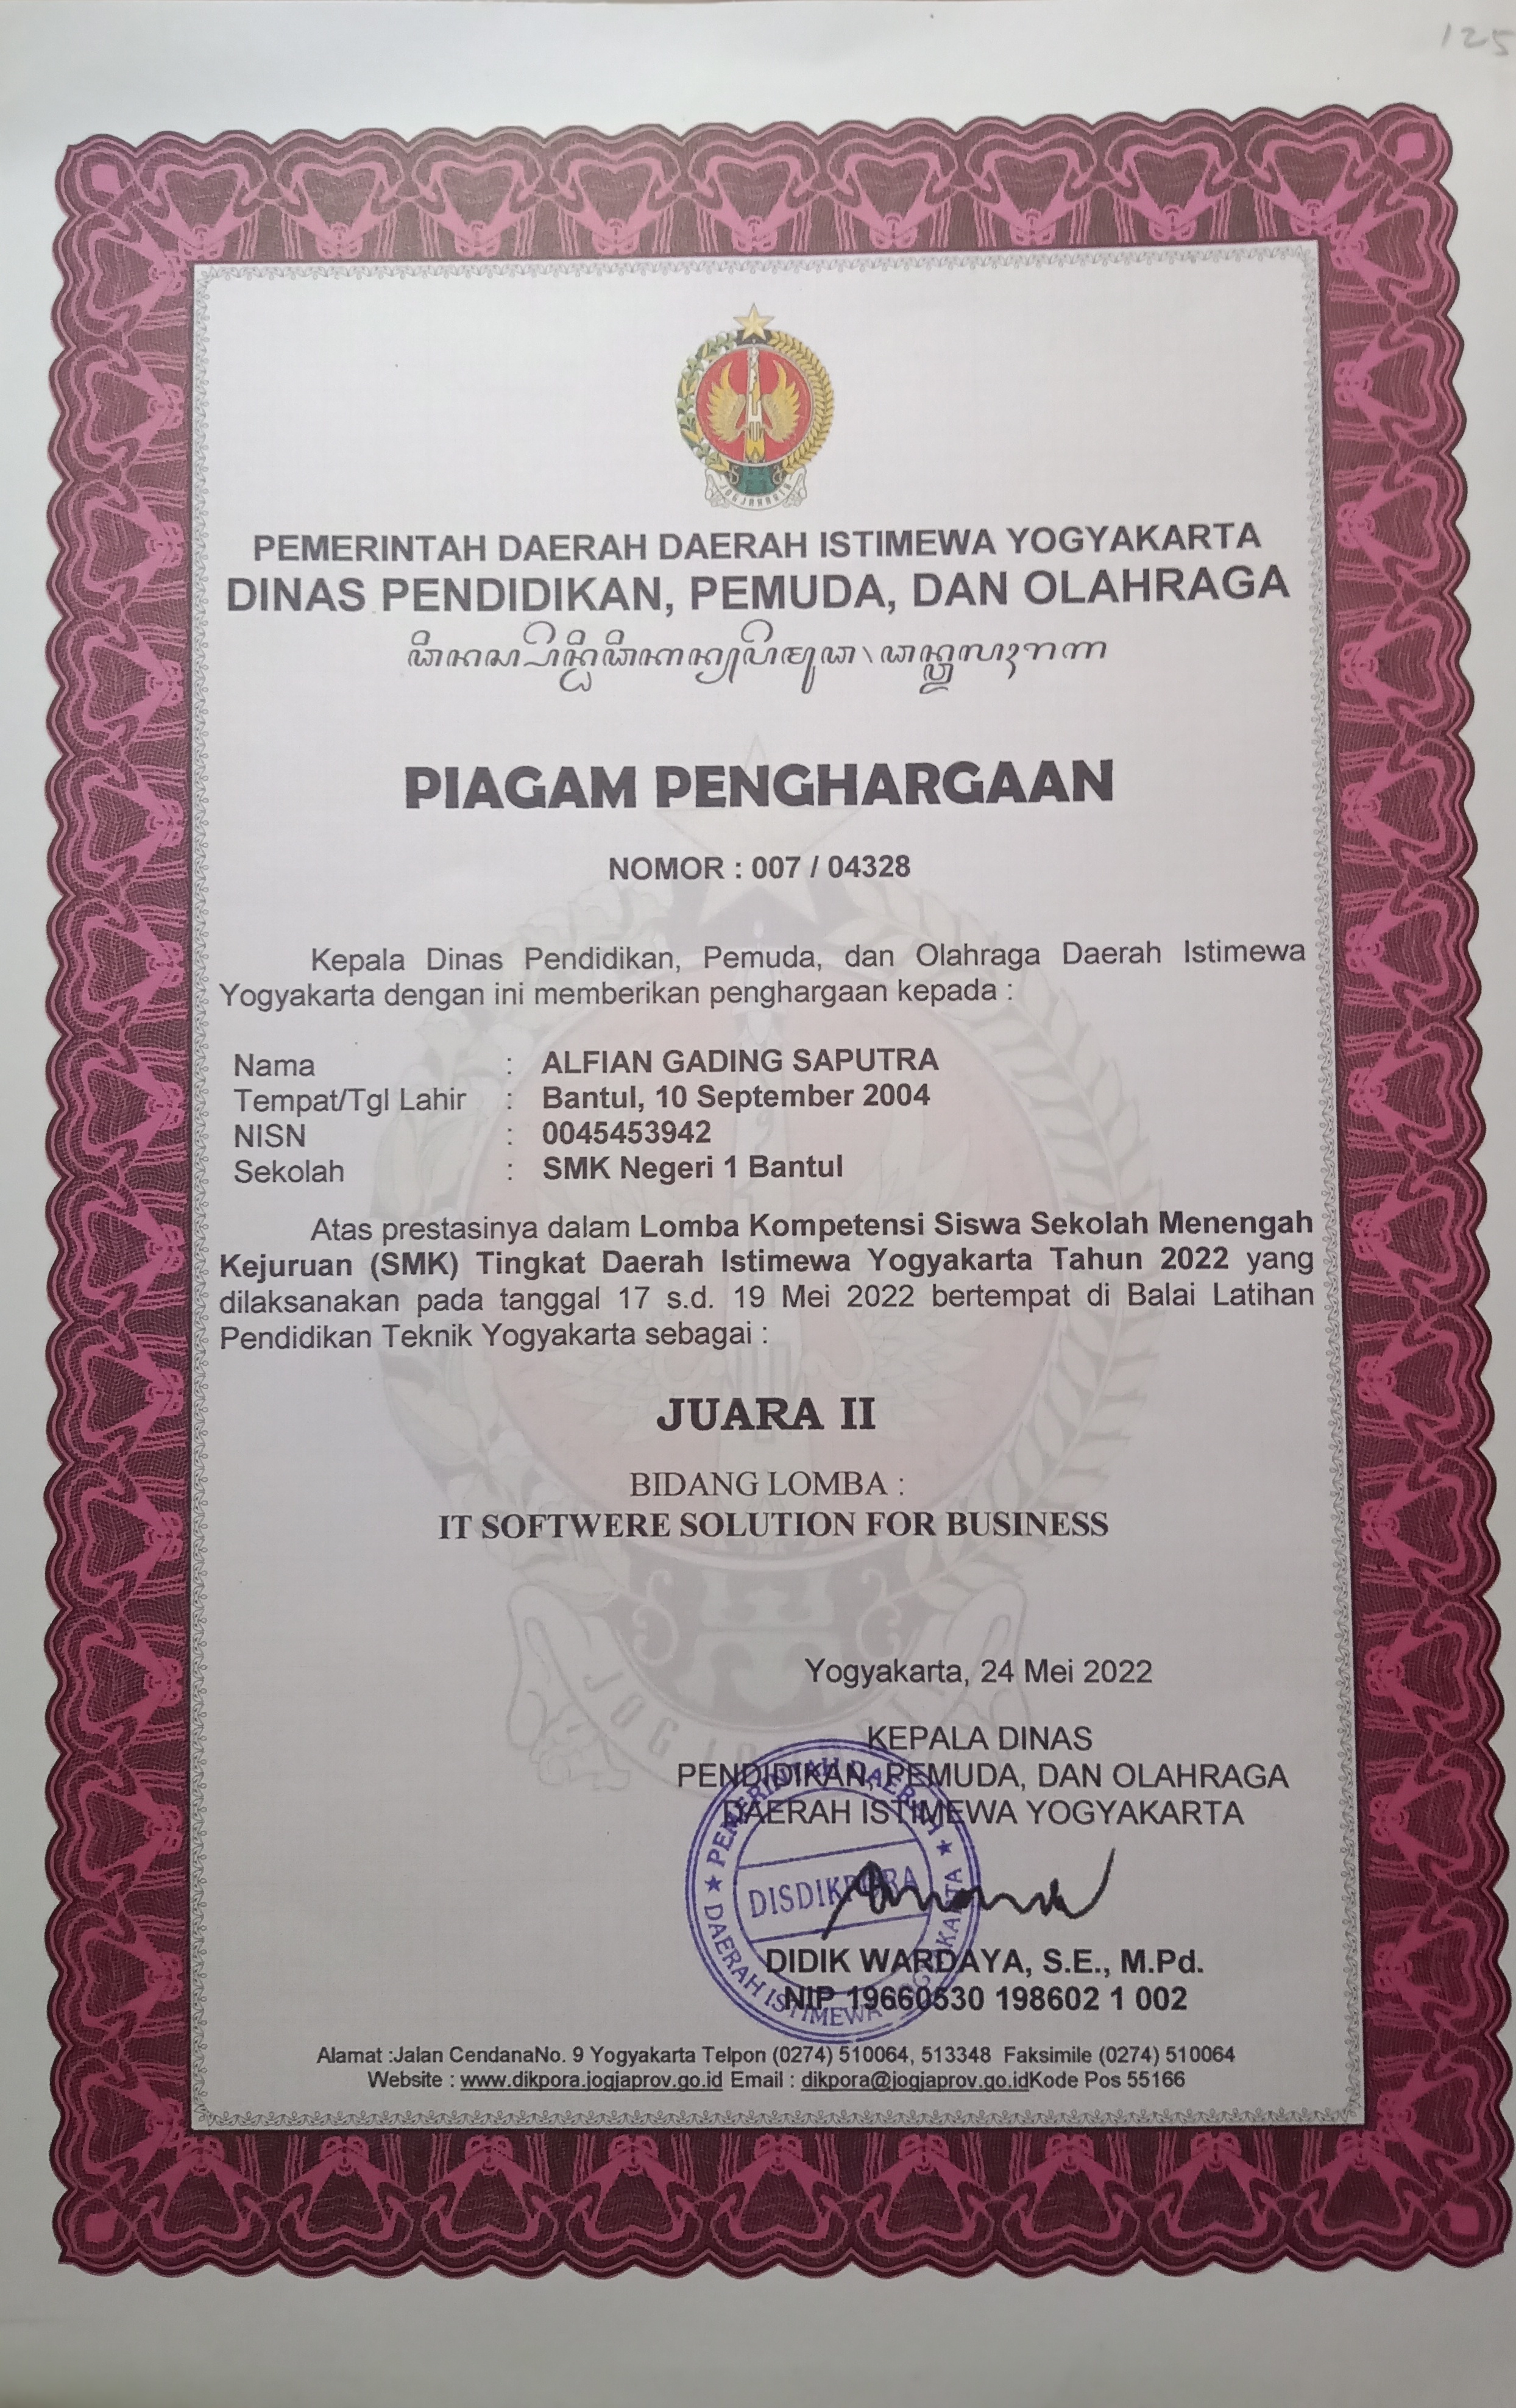 125
JOGJAKARTA
PEMERINTAH DAERAH DAERAH ISTIMEWA YOGYAKARTA
DINAS PENDIDIKAN, PEMUDA, DAN OLAHRAGA
PIAGAM PENGHARGAAN
NOMOR : 007 / 04328
Kepala Dinas Pendidikan, Pemuda, dan Olahraga Daerah Istimewa
Yogyakarta dengan ini memberikan penghargaan kepada :
Nama : ALFIAN GADING SAPUTRA
Tempat/Tgl Lahir : Bantul, 10 September 2004
NISN : 0045453942
Sekolah : SMK Negeri 1 Bantul
Atas prestasinya dalam Lomba Kompetensi Siswa Sekolah Menengah
Kejuruan (SMK) Tingkat Daerah Istimewa Yogyakarta Tahun 2022 yang
dilaksanakan pada tanggal 17 s.d. 19 Mei 2022 bertempat di Balai Latihan
Pendidikan Teknik Yogyakarta sebagai :
JUARA II
BIDANG LOMBA :
IT SOFTWERE SOLUTION FOR BUSINESS
Yogyakarta, 24 Mei 2022
KEPALA DINAS
PENDIDIKAN, PEMUDA, DAN OLAHRAGA
DAERAH ISTIMEWA YOGYAKARTA
PEMERINTAH DAERAH
DISDIKPORA
DAERAH ISTIMEWA YOGYAKARTA
DIDIK WARDAYA, S.E., M.Pd.
NIP 19660530 198602 1 002
Alamat :Jalan CendanaNo. 9 Yogyakarta Telpon (0274) 510064, 513348 Faksimile (0274) 510064
Website : www.dikpora.jogjaprov.go.id Email : dikpora@jogjaprov.go.idKode Pos 55166